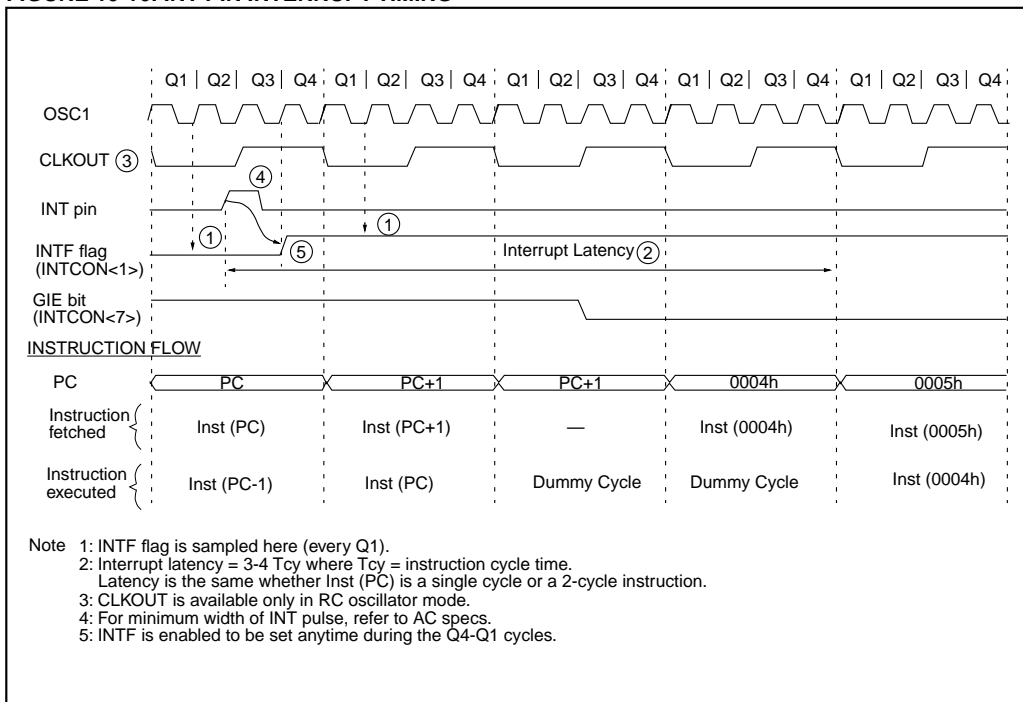 Q1 | Q2 | Q3 | Q4 Q1 | Q2 | Q3 | Q4 Q1 | Q2 | Q3 | Q4 Q1 | Q2 | Q3 | Q4 Q1 | Q2 | Q3 | Q4
OSC1
CLKOUT 3
4
INT pin
1
1
INTF flag
(INTCON<1>)
5
Interrupt Latency 2
GIE bit
(INTCON<7>)
INSTRUCTION FLOW
PC PC PC+1 PC+1 0004h 0005h
Instruction
fetched
Inst (PC) Inst (PC+1) — Inst (0004h) Inst (0005h)
Instruction
executed
Inst (PC-1) Inst (PC) Dummy Cycle Dummy Cycle Inst (0004h)
Note 1: INTF flag is sampled here (every Q1).
2: Interrupt latency = 3-4 Tcy where Tcy = instruction cycle time.
Latency is the same whether Inst (PC) is a single cycle or a 2-cycle instruction.
3: CLKOUT is available only in RC oscillator mode.
4: For minimum width of INT pulse, refer to AC specs.
5: INTF is enabled to be set anytime during the Q4-Q1 cycles.